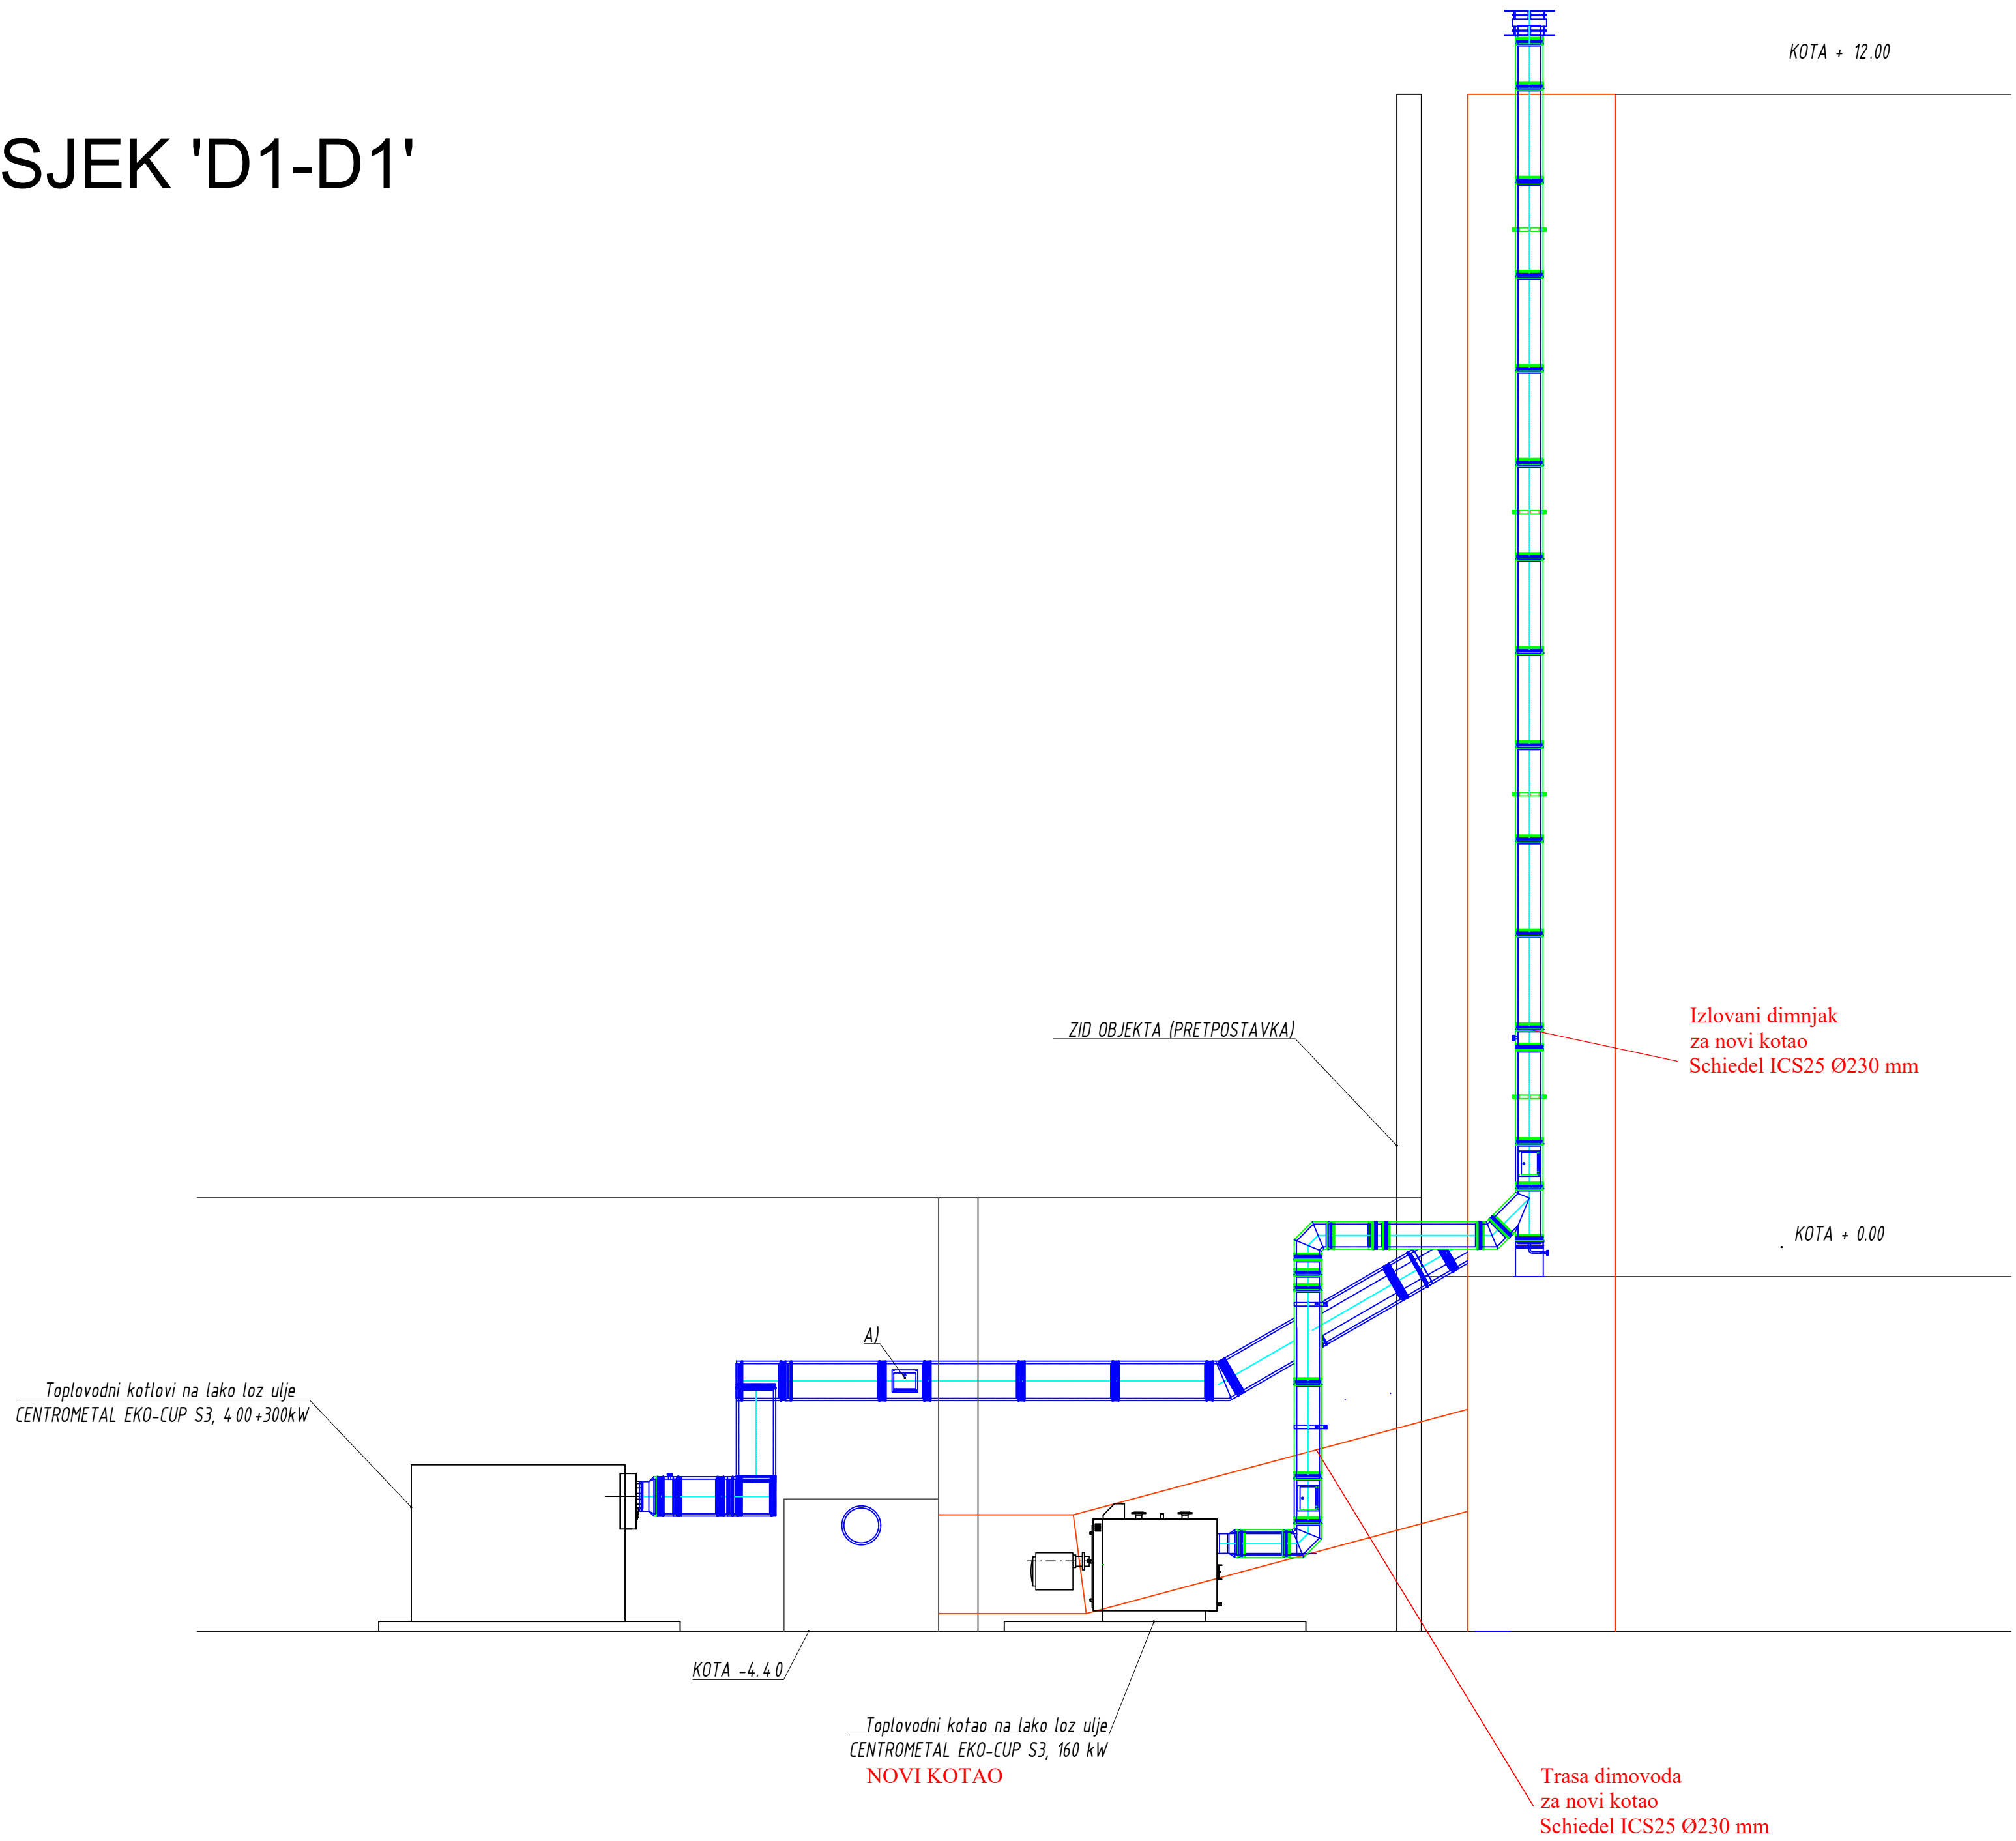 KOTA + 12.00
SJEK 'D1-D1'
Izlovani dimnjak
za novi kotao
Schiedel ICS25 Ø230 mm
ZID OBJEKTA (PRETPOSTAVKA)
KOTA + 0.00
A)
Toplovodni kotlovi na lako loz ulje
CENTROMETAL EKO-CUP S3, 400+300kW
KOTA -4.40
Toplovodni kotao na lako loz ulje
CENTROMETAL EKO-CUP S3, 160 kW
NOVI KOTAO
Trasa dimovoda
za novi kotao
Schiedel ICS25 Ø230 mm